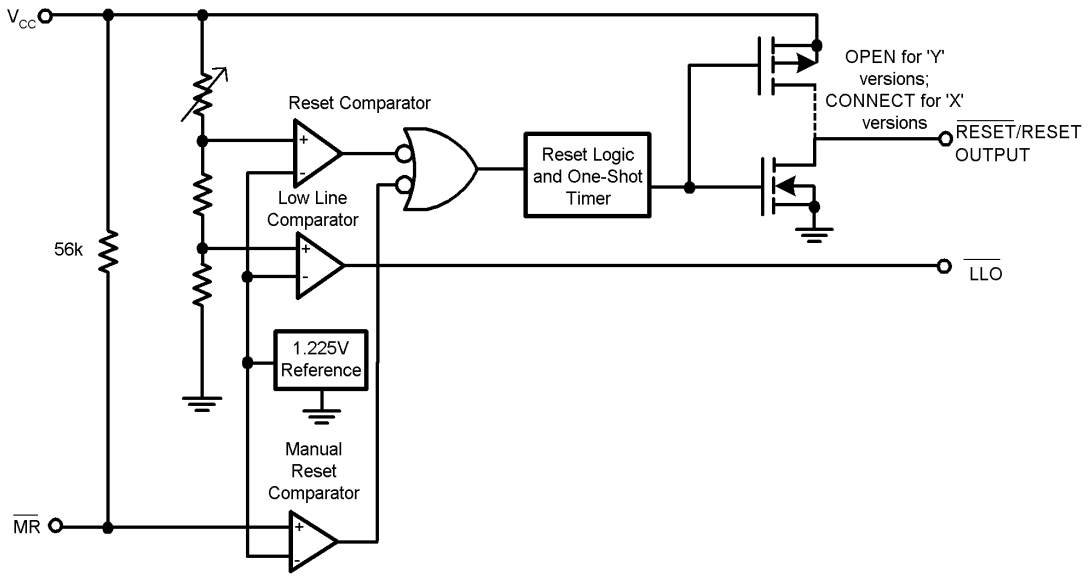 VCC
OPEN for 'Y'
versions;
CONNECT for 'X'
versions
Reset Comparator
+
-
RESET/RESET
OUTPUT
Reset Logic
and One-Shot
Timer
Low Line
Comparator
+
-
56k
LLO
1.225V
Reference
Manual
Reset
Comparator
MR
+
-